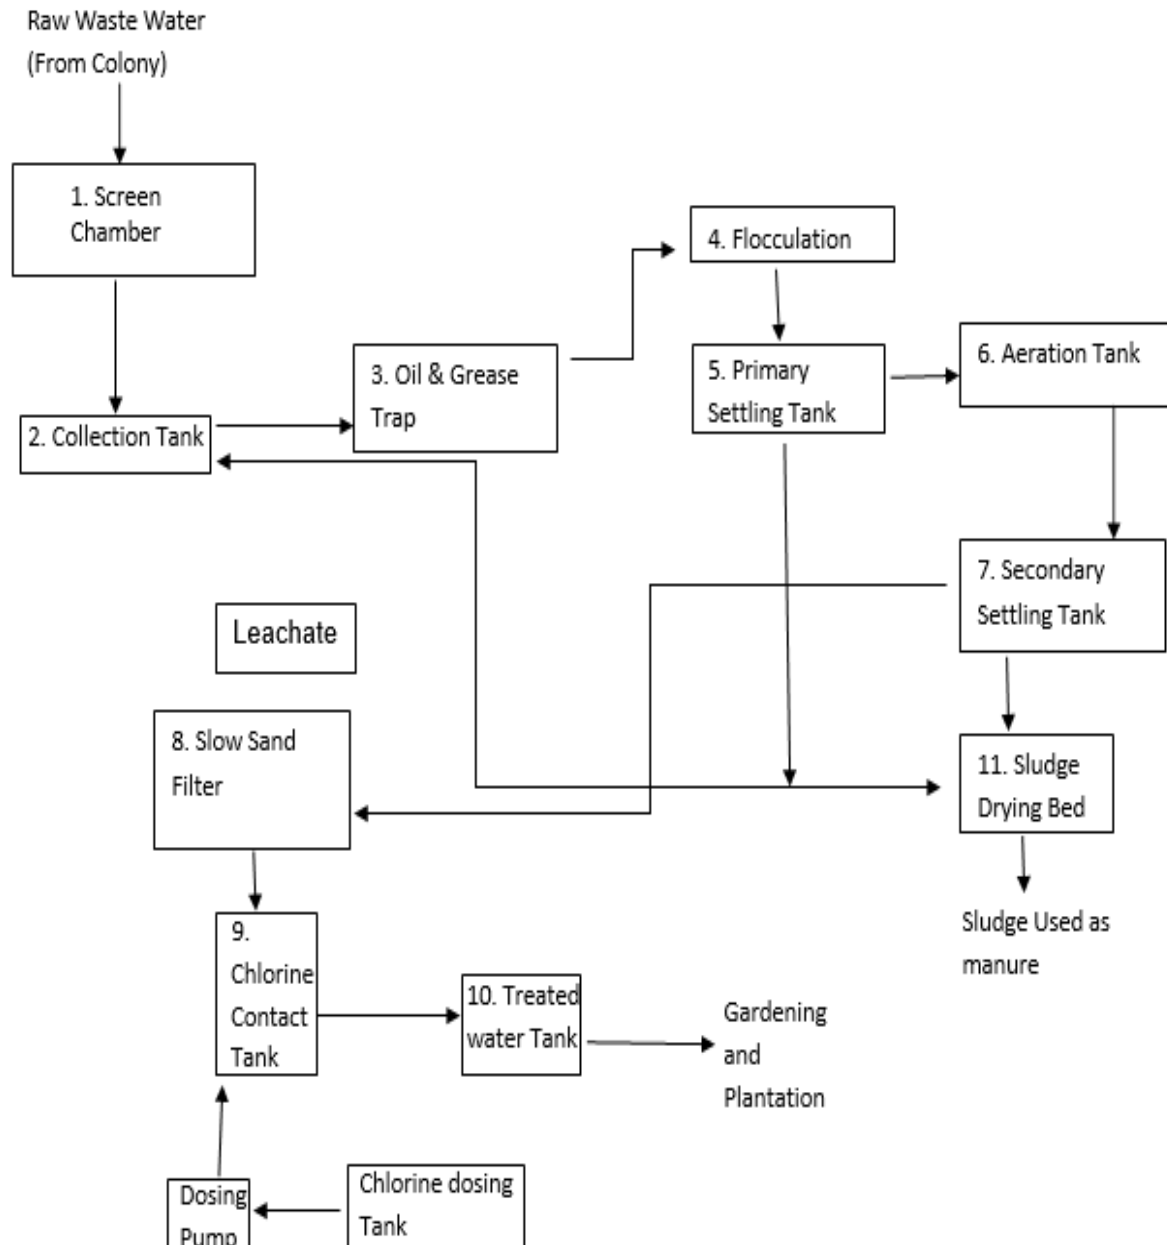 Raw Waste Water
(From Colony)
1. Screen
Chamber
2. Collection Tank
3. Oil & Grease
Trap
4. Flocculation
5. Primary
Settling Tank
6. Aeration Tank
7. Secondary
Settling Tank
Leachate
8. Slow Sand
Filter
11. Sludge
Drying Bed
Sludge Used as
manure
9.
Chlorine
Contact
Tank
10. Treated
water Tank
Gardening
and
Plantation
Dosing
Pump
Chlorine dosing
Tank